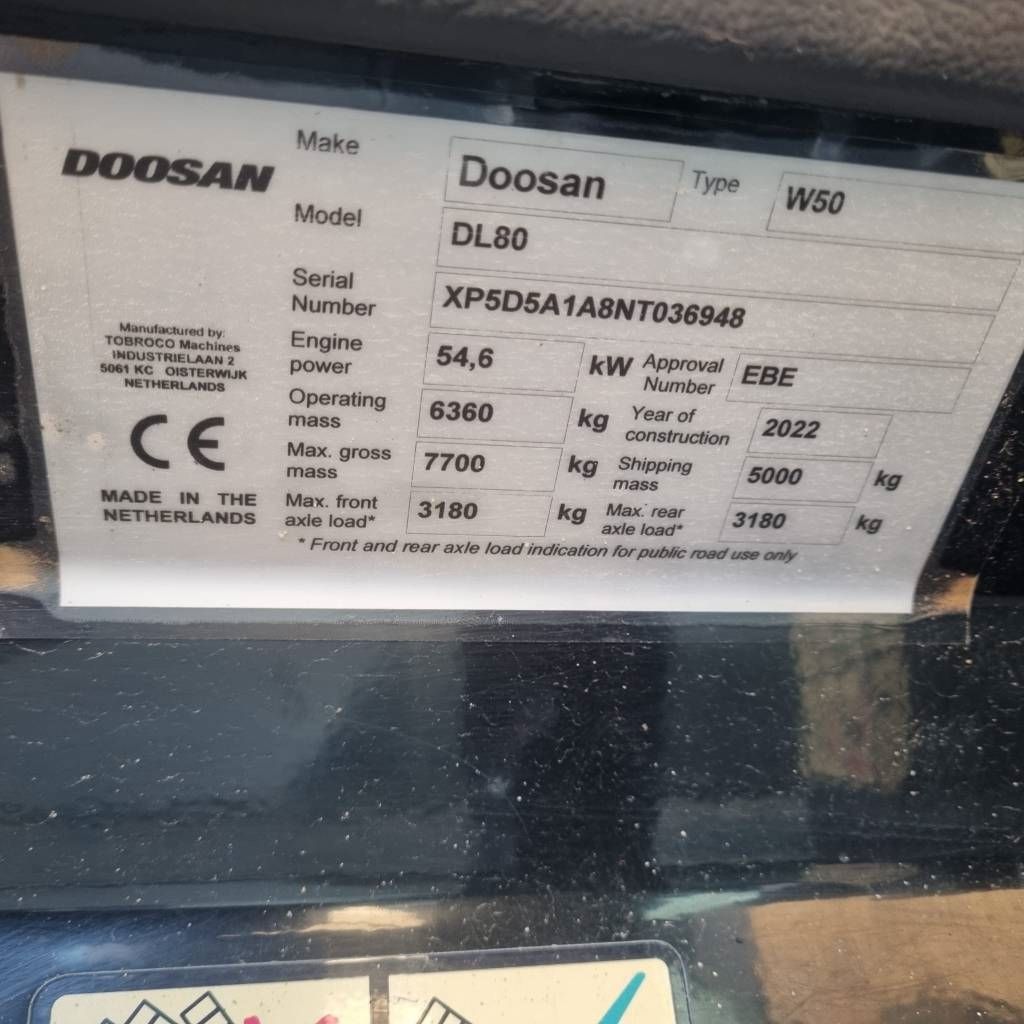 DOOSAN
Make Doosan Type W50
Model DL80
Serial Number XP5D5A1A8NT036948
Engine power 54,6 kW Approval Number EBE
Operating mass 6360 kg Year of construction 2022
Max. gross mass 7700 kg Shipping mass 5000 kg
Max. front axle load* 3180 kg Max. rear axle load* 3180 kg
* Front and rear axle load indication for public road use only
Manufactured by:
TOBROCO Machines
INDUSTRIELAAN 2
5061 KC OISTERWIJK
NETHERLANDS
CE
MADE IN THE
NETHERLANDS